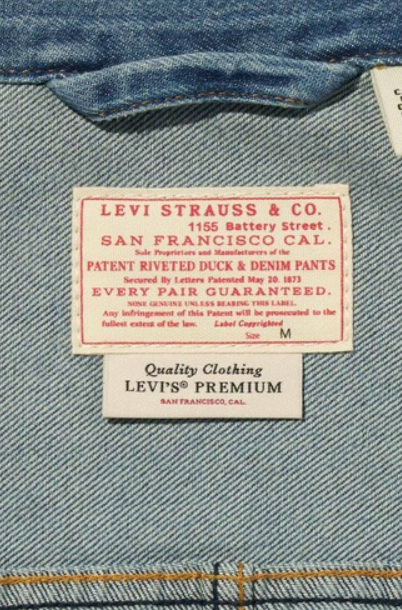 LEVI STRAUSS & CO.
1155 Battery Street.
SAN FRANCISCO CAL.
Sole Proprietors and Manufacturers of the
PATENT RIVETED DUCK & DENIM PANTS
Secured By Letters Patented May 20, 1873
EVERY PAIR GUARANTEED.
NONE GENUINE UNLESS BEARING THIS LABEL.
Any infringement of this Patent will be prosecuted to the
fullest extent of the law. Label Copyrighted
Size M
Quality Clothing
LEVI'S® PREMIUM
SAN FRANCISCO, CAL.